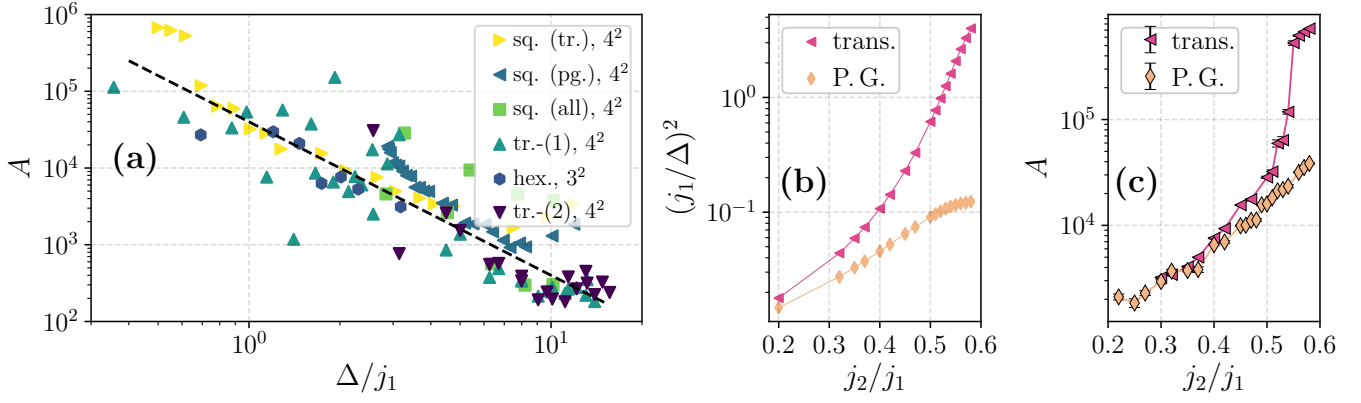 10^6
10^5
10^4
10^3
10^2
A
(a)
sq. (tr.), 4^2
sq. (pg.), 4^2
sq. (all), 4^2
tr.-(1), 4^2
hex., 3^2
tr.-(2), 4^2
10^0
10^1
Δ/j_1
(j_1/Δ)^2
10^0
10^-1
trans.
P. G.
(b)
0.2
0.3
0.4
0.5
0.6
j_2/j_1
A
10^5
10^4
trans.
P. G.
(c)
0.2
0.3
0.4
0.5
0.6
j_2/j_1